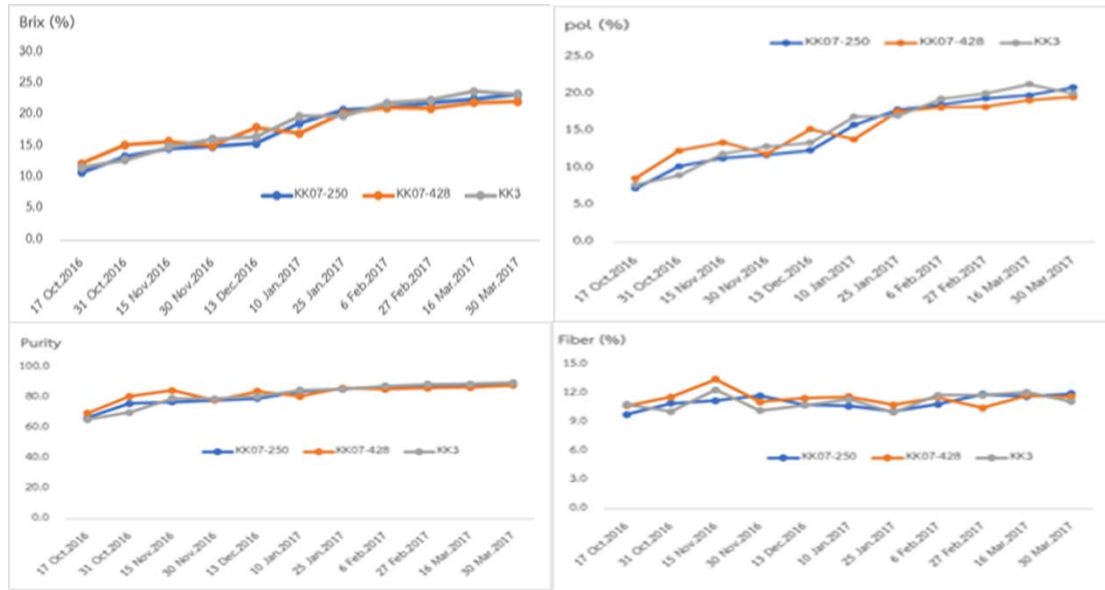 Brix (%)
30.0
25.0
20.0
15.0
10.0
5.0
0.0
KK07-250 KK07-428 KK3
17 Oct.2016 31 Oct.2016 15 Nov.2016 30 Nov.2016 13 Dec.2016 10 Jan.2017 25 Jan.2017 6 Feb.2017 27 Feb.2017 16 Mar.2017 30 Mar.2017
pol (%)
25.0
20.0
15.0
10.0
5.0
0.0
KK07-250 KK07-428 KK3
17 Oct.2016 31 Oct.2016 15 Nov.2016 30 Nov.2016 13 Dec.2016 10 Jan.2017 25 Jan.2017 6 Feb.2017 27 Feb.2017 16 Mar.2017 30 Mar.2017
Purity
100.0
80.0
60.0
40.0
20.0
0.0
KK07-250 KK07-428 KK3
17 Oct.2016 31 Oct.2016 15 Nov.2016 30 Nov.2016 13 Dec.2016 10 Jan.2017 25 Jan.2017 6 Feb.2017 27 Feb.2017 16 Mar.2017 30 Mar.2017
Fiber (%)
15.0
12.0
9.0
6.0
3.0
0.0
KK07-250 KK07-428 KK3
17 Oct.2016 31 Oct.2016 15 Nov.2016 30 Nov.2016 13 Dec.2016 10 Jan.2017 25 Jan.2017 6 Feb.2017 27 Feb.2017 16 Mar.2017 30 Mar.2017